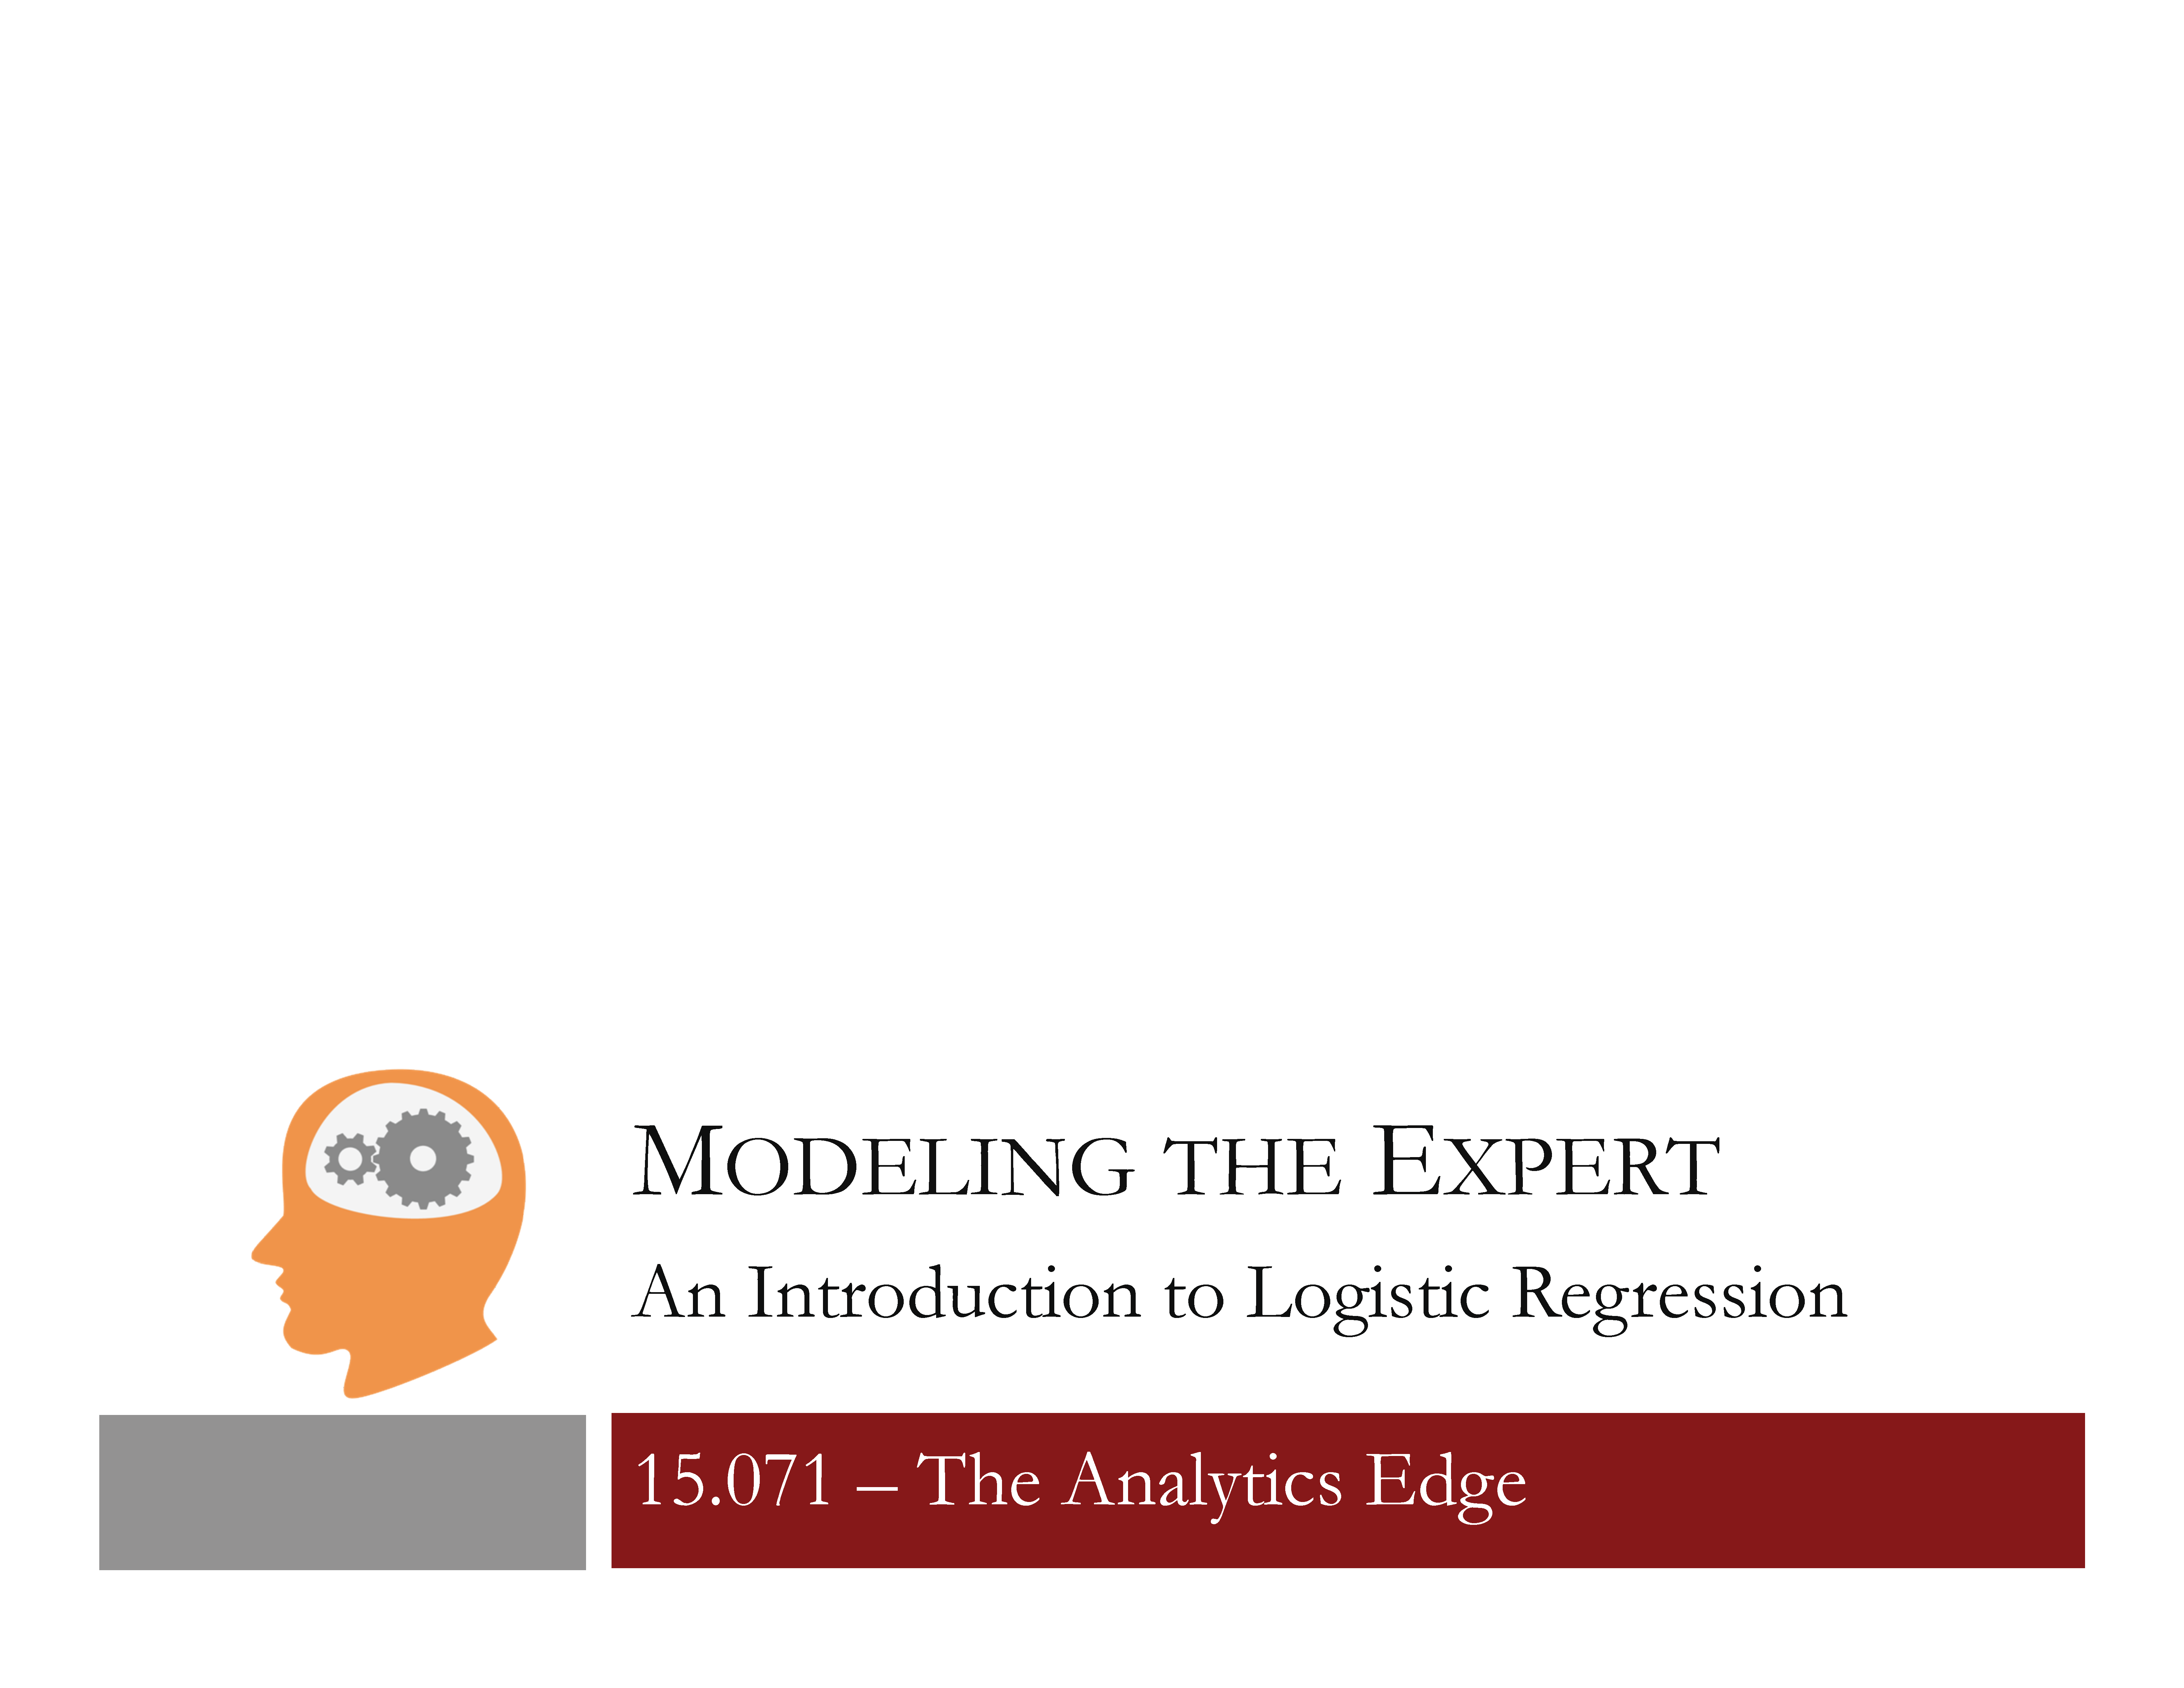 Modeling the Expert
An Introduction to Logistic Regression
15.071 – The Analytics Edge